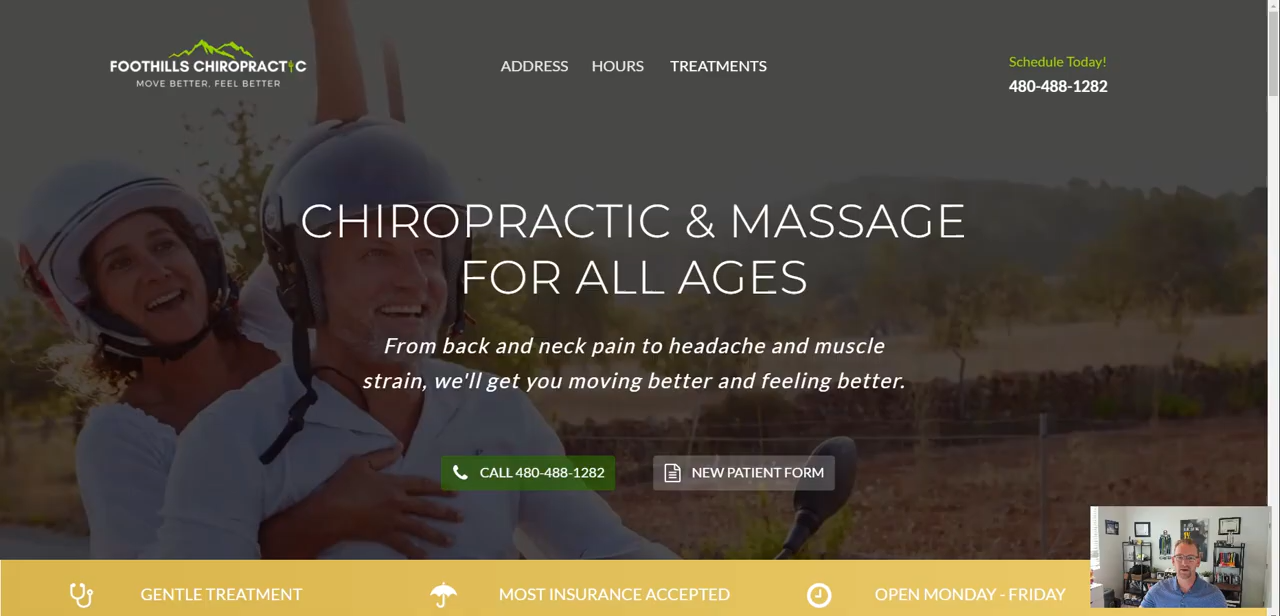 FOOTHILLS CHIROPRACTIC
MOVE BETTER, FEEL BETTER
ADDRESS HOURS TREATMENTS
Schedule Today!
480-488-1282
CHIROPRACTIC & MASSAGE
FOR ALL AGES
From back and neck pain to headache and muscle
strain, we'll get you moving better and feeling better.
CALL 480-488-1282 NEW PATIENT FORM
GENTLE TREATMENT MOST INSURANCE ACCEPTED OPEN MONDAY - FRIDAY